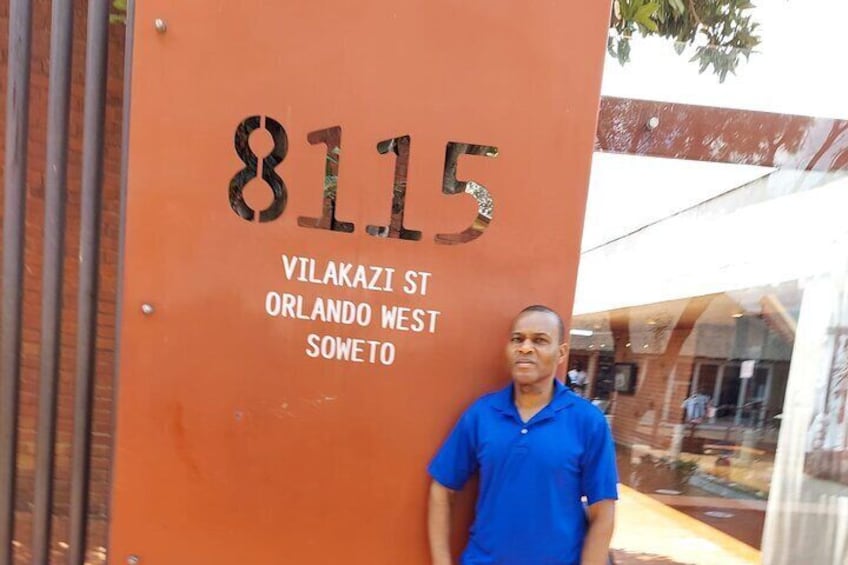 8115
VILAKAZI ST
ORLANDO WEST
SOWETO